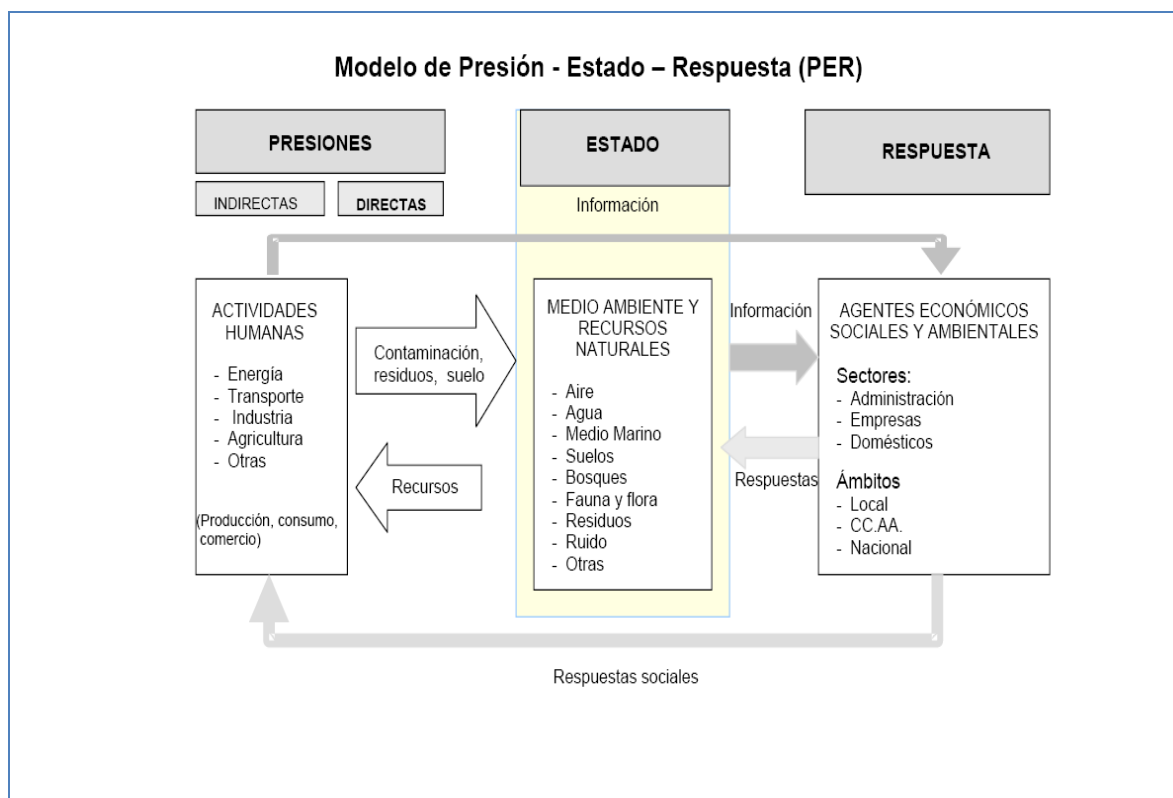 Modelo de Presión - Estado – Respuesta (PER)
PRESIONES
INDIRECTAS
DIRECTAS
ESTADO
Información
RESPUESTA
ACTIVIDADES
HUMANAS
- Energía
- Transporte
- Industria
- Agricultura
- Otras
(Producción, consumo,
comercio)
Contaminación,
residuos, suelo
Recursos
MEDIO AMBIENTE Y
RECURSOS
NATURALES
- Aire
- Agua
- Medio Marino
- Suelos
- Bosques
- Fauna y flora
- Residuos
- Ruido
- Otras
Información
Respuestas
AGENTES ECONÓMICOS
SOCIALES Y AMBIENTALES
Sectores:
- Administración
- Empresas
- Domésticos
Ámbitos
- Local
- CC.AA.
- Nacional
Respuestas sociales